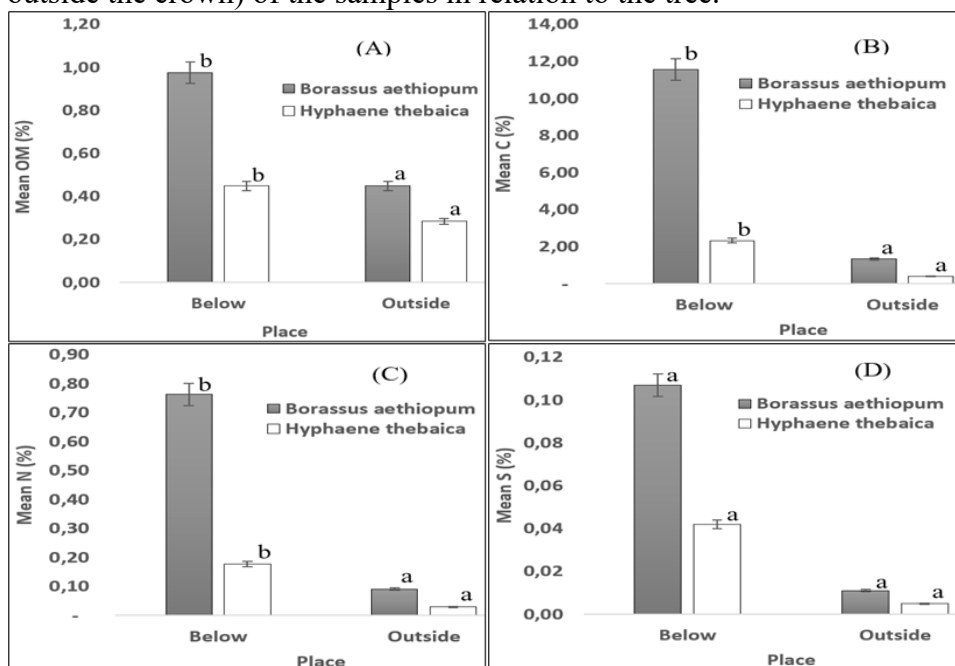 outside the crown) of the samples in relation to the tree.
1,20
1,00
0,80
0,60
0,40
0,20
0,00
Mean OM (%)
(A)
Borassus aethiopum
Hyphaene thebaica
b
b
a
a
Below
Outside
Place
14,00
12,00
10,00
8,00
6,00
4,00
2,00
-
Mean C (%)
(B)
Borassus aethiopum
Hyphaene thebaica
b
b
a
a
Below
Outside
Place
0,90
0,80
0,70
0,60
0,50
0,40
0,30
0,20
0,10
-
Mean N (%)
(C)
Borassus aethiopum
Hyphaene thebaica
b
b
a
a
Below
Outside
Place
0,12
0,10
0,08
0,06
0,04
0,02
0,00
Mean S (%)
(D)
Borassus aethiopum
Hyphaene thebaica
a
a
a
a
Below
Outside
Place